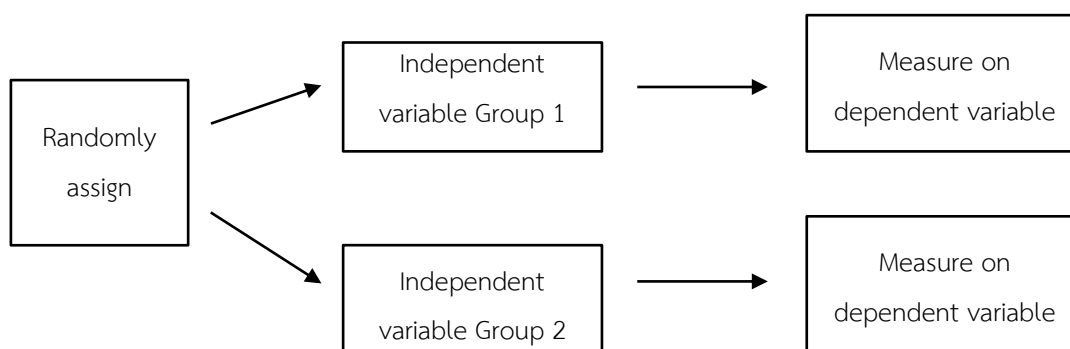 Randomly
assign
Independent
variable Group 1
Measure on
dependent variable
Independent
variable Group 2
Measure on
dependent variable